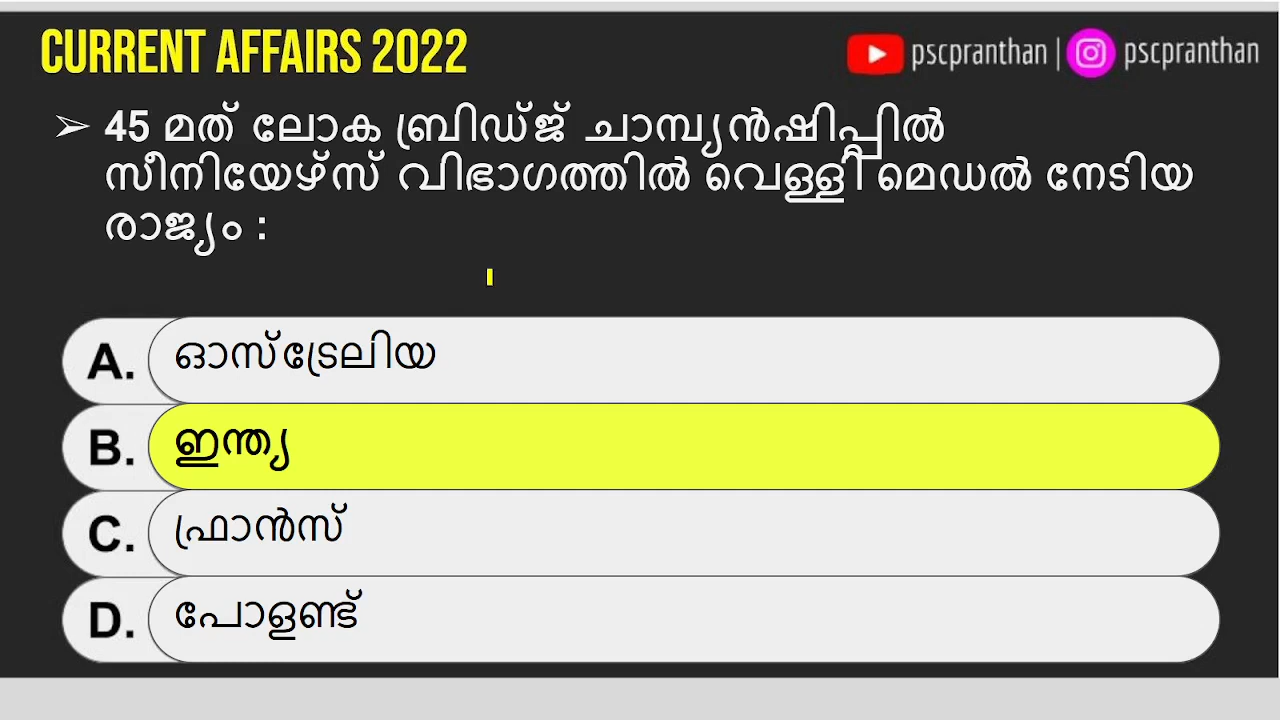 CURRENT AFFAIRS 2022
pscpranthan | pscpranthan
➢ 45 മത് ലോക ബ്രിഡ്ജ് ചാമ്പ്യൻഷിപ്പിൽ
സീനിയേഴ്സ് വിഭാഗത്തിൽ വെള്ളി മെഡൽ നേടിയ
രാജ്യം :
A. ഓസ്ട്രേലിയ
B. ഇന്ത്യ
C. ഫ്രാൻസ്
D. പോളണ്ട്